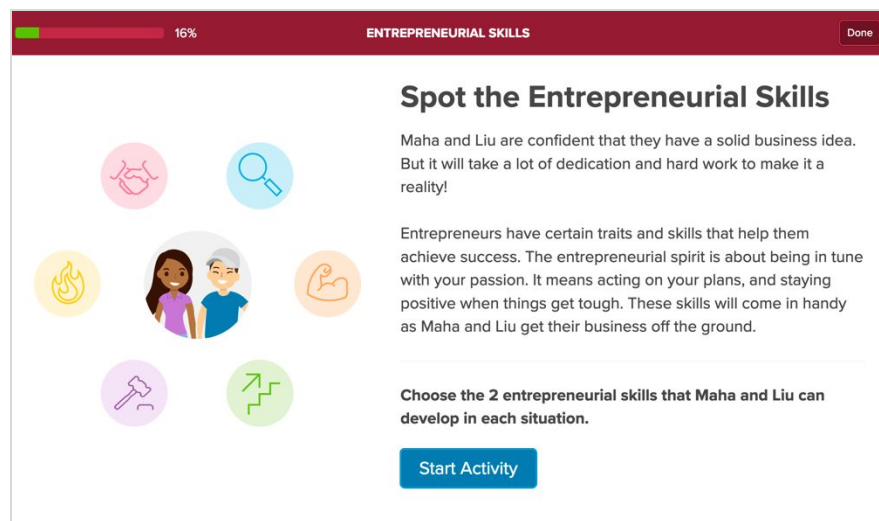 16%
ENTREPRENEURIAL SKILLS
Done
Spot the Entrepreneurial Skills
Maha and Liu are confident that they have a solid business idea.
But it will take a lot of dedication and hard work to make it a
reality!
Entrepreneurs have certain traits and skills that help them
achieve success. The entrepreneurial spirit is about being in tune
with your passion. It means acting on your plans, and staying
positive when things get tough. These skills will come in handy
as Maha and Liu get their business off the ground.
Choose the 2 entrepreneurial skills that Maha and Liu can
develop in each situation.
Start Activity